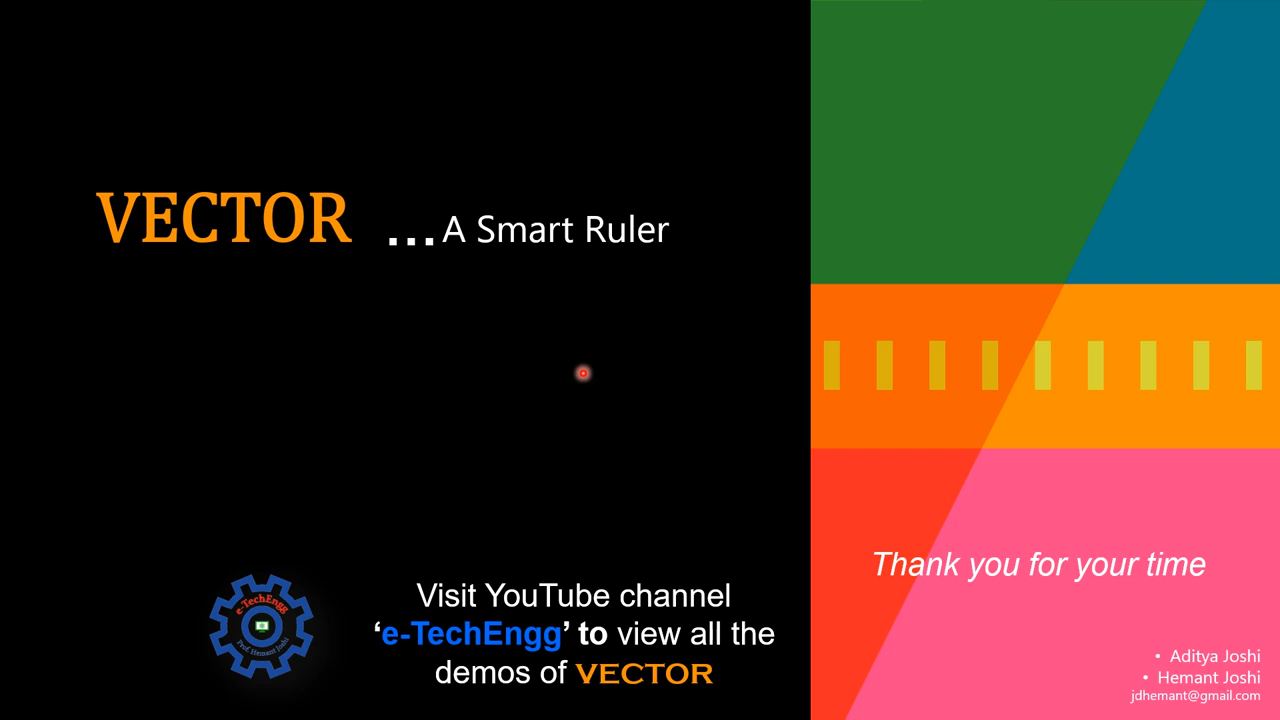 VECTOR ...A Smart Ruler
Visit YouTube channel
‘e-TechEngg’ to view all the
demos of VECTOR
e-TechEngg
Prof. Hemant Joshi
Thank you for your time
• Aditya Joshi
• Hemant Joshi
jdhemant@gmail.com